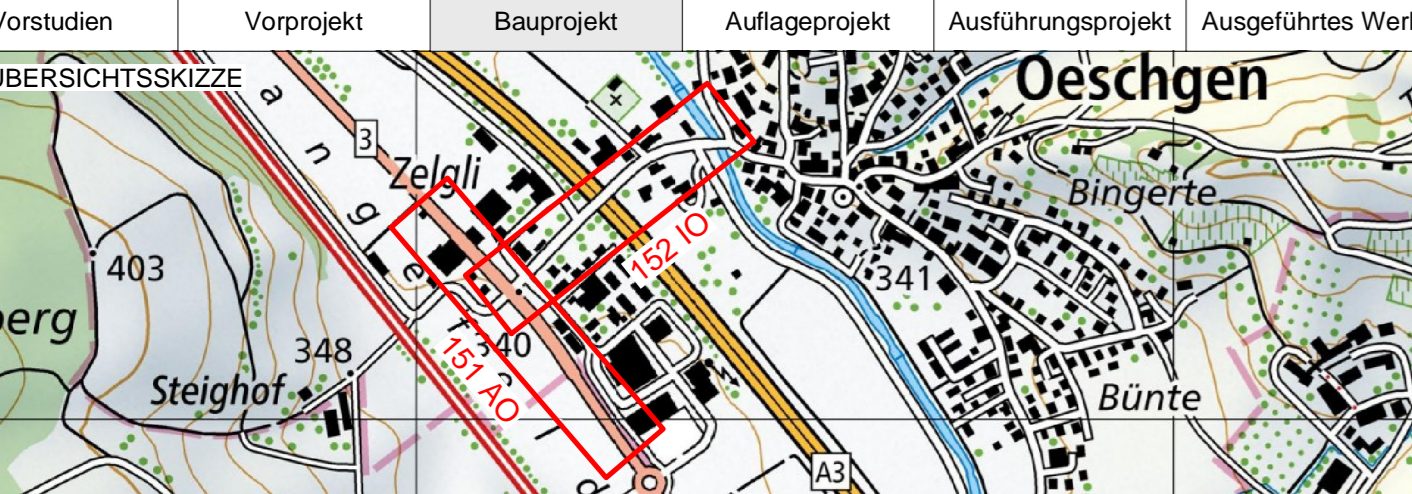 Vorstudien Vorprojekt Bauprojekt Auflageprojekt Ausführungsprojekt Ausgeführtes Werk
ÜBERSICHTSSKIZZE
Oeschgen
3
Zelgli
Bingerte
403
152 IO
341
berg
348
340
151 AO
Steighof
Bünte
A3